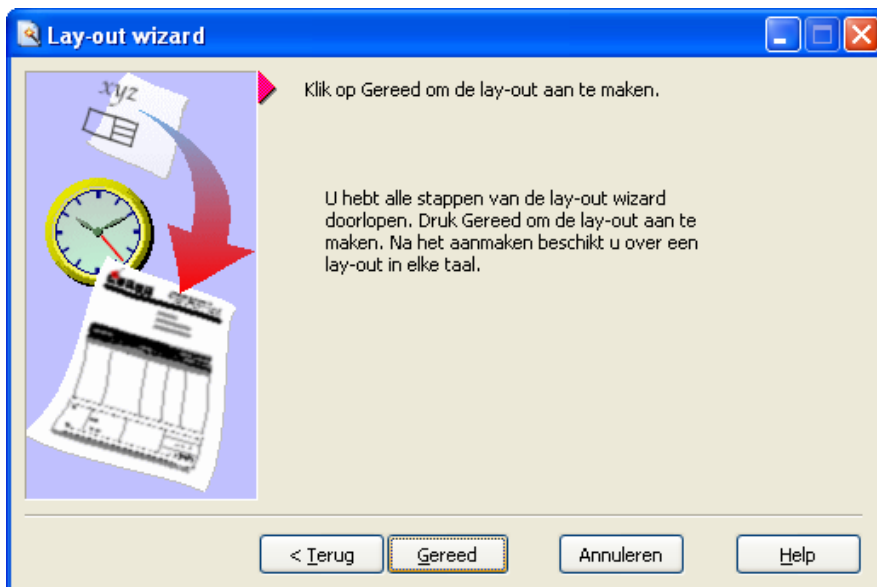 Lay-out wizard
xyz
Klik op Gereed om de lay-out aan te maken.
U hebt alle stappen van de lay-out wizard
doorlopen. Druk Gereed om de lay-out aan te
maken. Na het aanmaken beschikt u over een
lay-out in elke taal.
< Terug
Gereed
Annuleren
Help